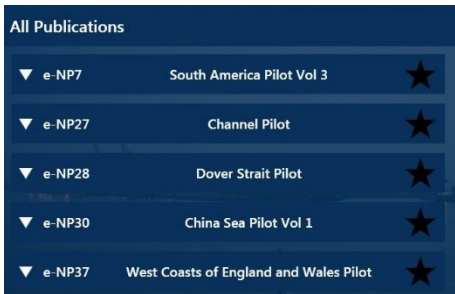 All Publications
e-NP7 South America Pilot Vol 3
e-NP27 Channel Pilot
e-NP28 Dover Strait Pilot
e-NP30 China Sea Pilot Vol 1
e-NP37 West Coasts of England and Wales Pilot